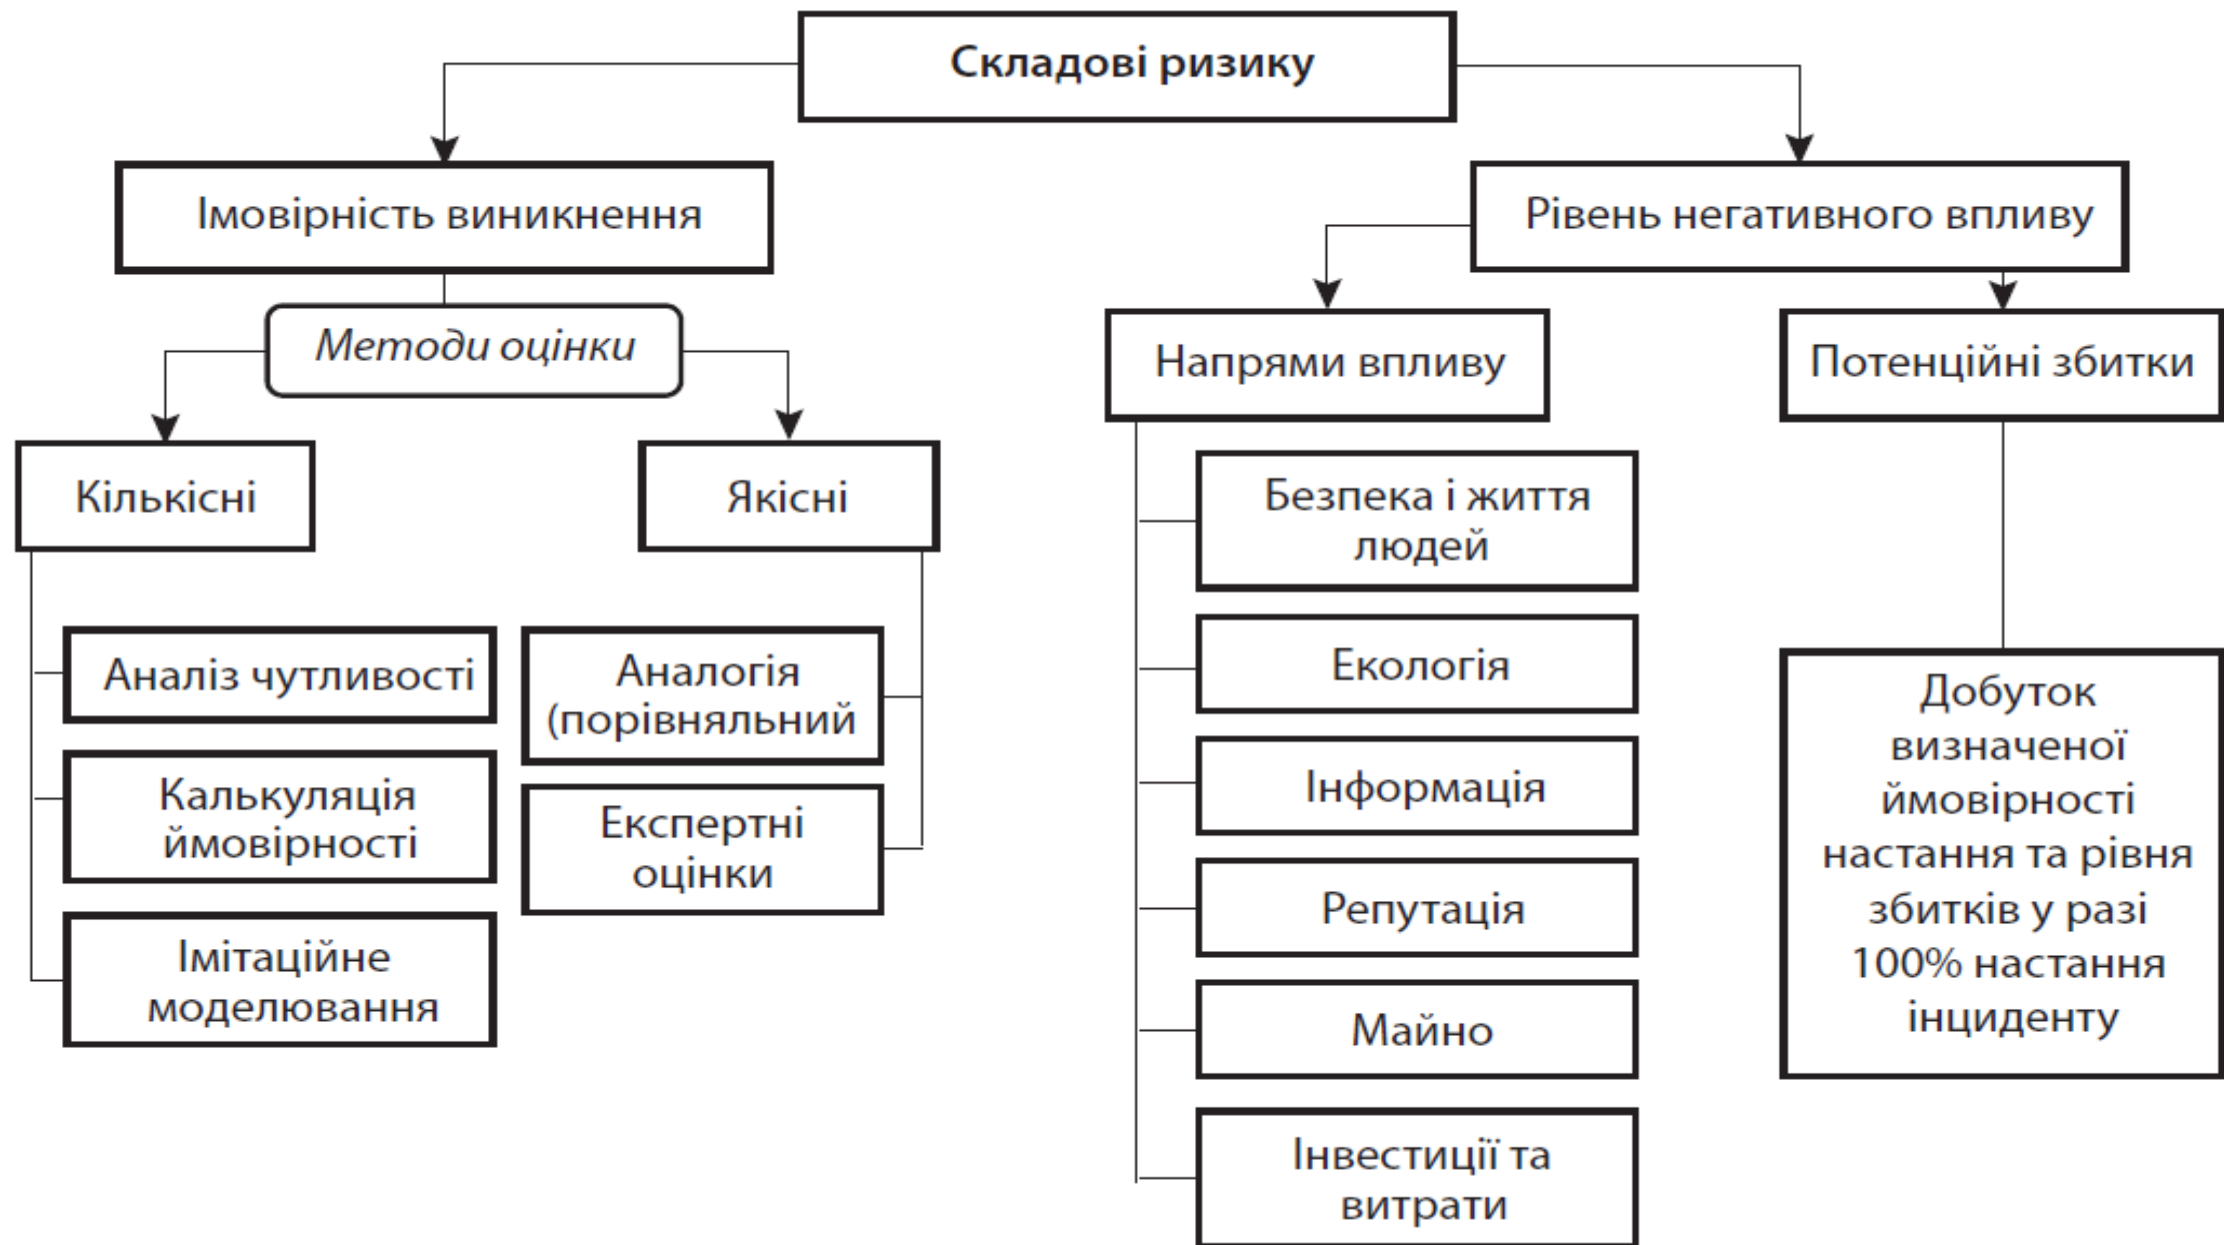 Складові ризику
Імовірність виникнення
Рівень негативного впливу
Методи оцінки
Напрями впливу
Потенційні збитки
Кількісні
Якісні
Аналіз чутливості
Калькуляція
ймовірності
Імітаційне
моделювання
Аналогія
(порівняльний
Експертні
оцінки
Безпека і життя
людей
Екологія
Інформація
Репутація
Майно
Інвестиції та
витрати
Добуток
визначеної
ймовірності
настання та рівня
збитків у разі
100% настання
інциденту